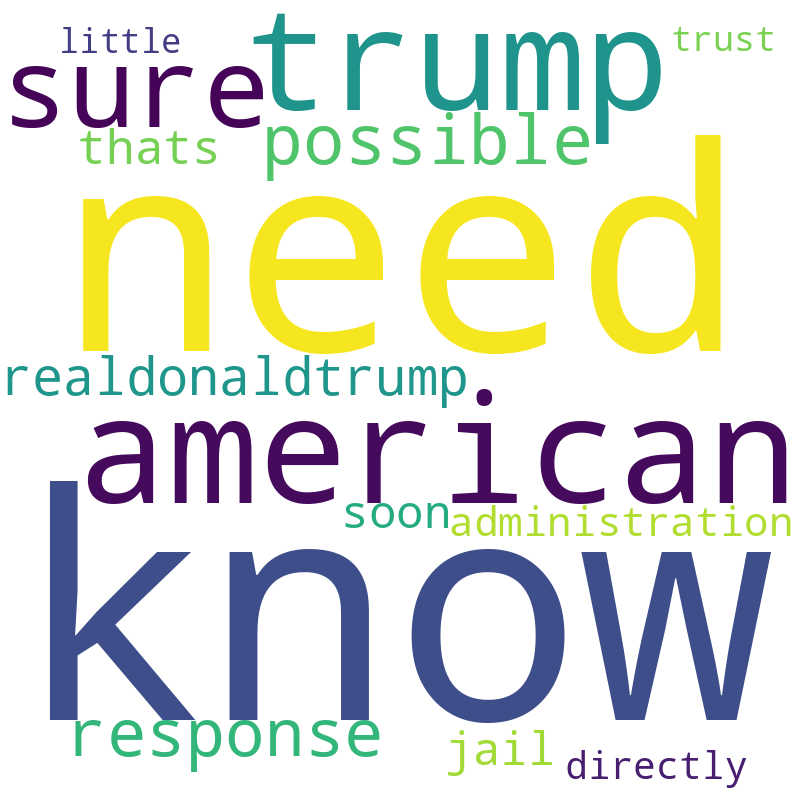 little
trump
trust
sure
thats
possible
need
realdonaldtrump
american
soon
administration
know
response
jail
directly